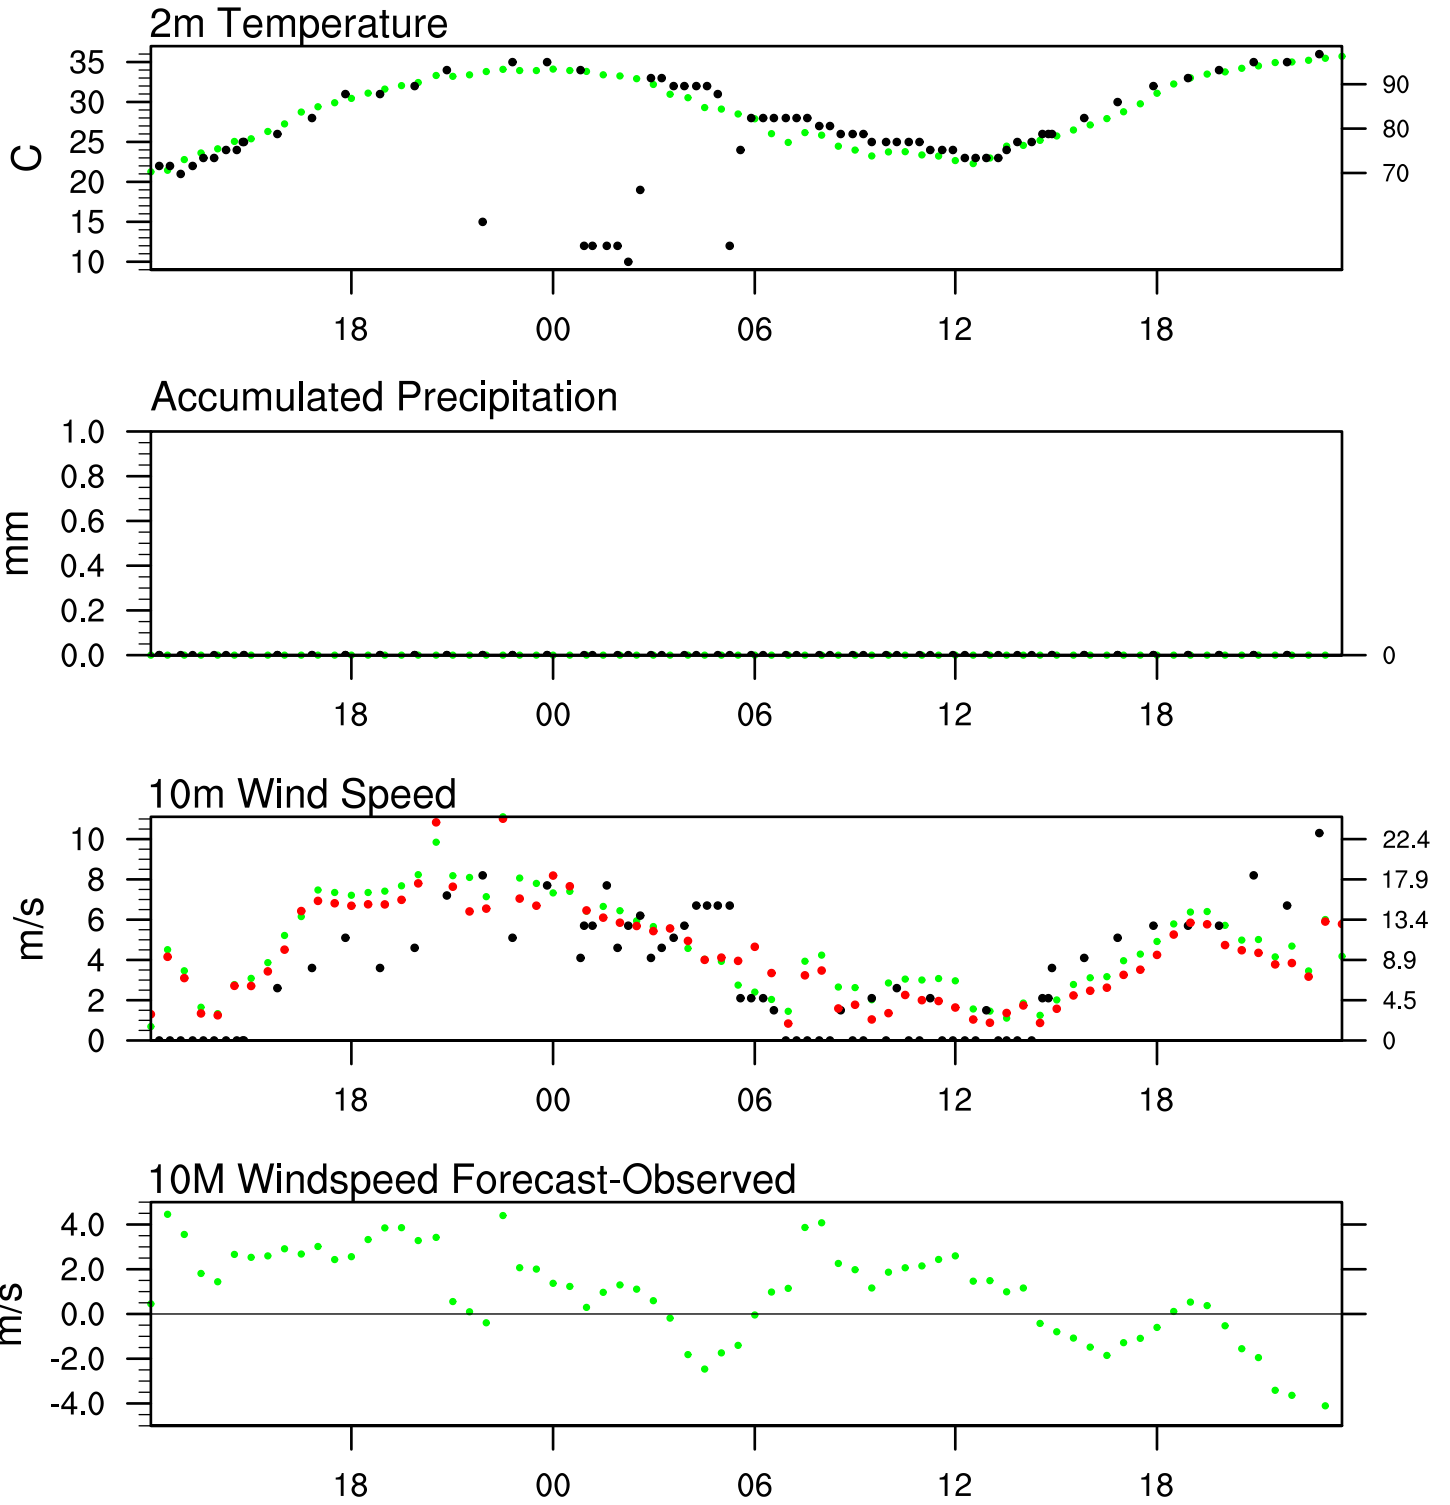 2m Temperature
C
35
30
25
20
15
10
90
80
70
18 00 06 12 18
Accumulated Precipitation
mm
1.0
0.8
0.6
0.4
0.2
0.0
0
18 00 06 12 18
10m Wind Speed
m/s
10
8
6
4
2
0
22.4
17.9
13.4
8.9
4.5
0
18 00 06 12 18
10M Windspeed Forecast-Observed
m/s
4.0
2.0
0.0
-2.0
-4.0
18 00 06 12 18